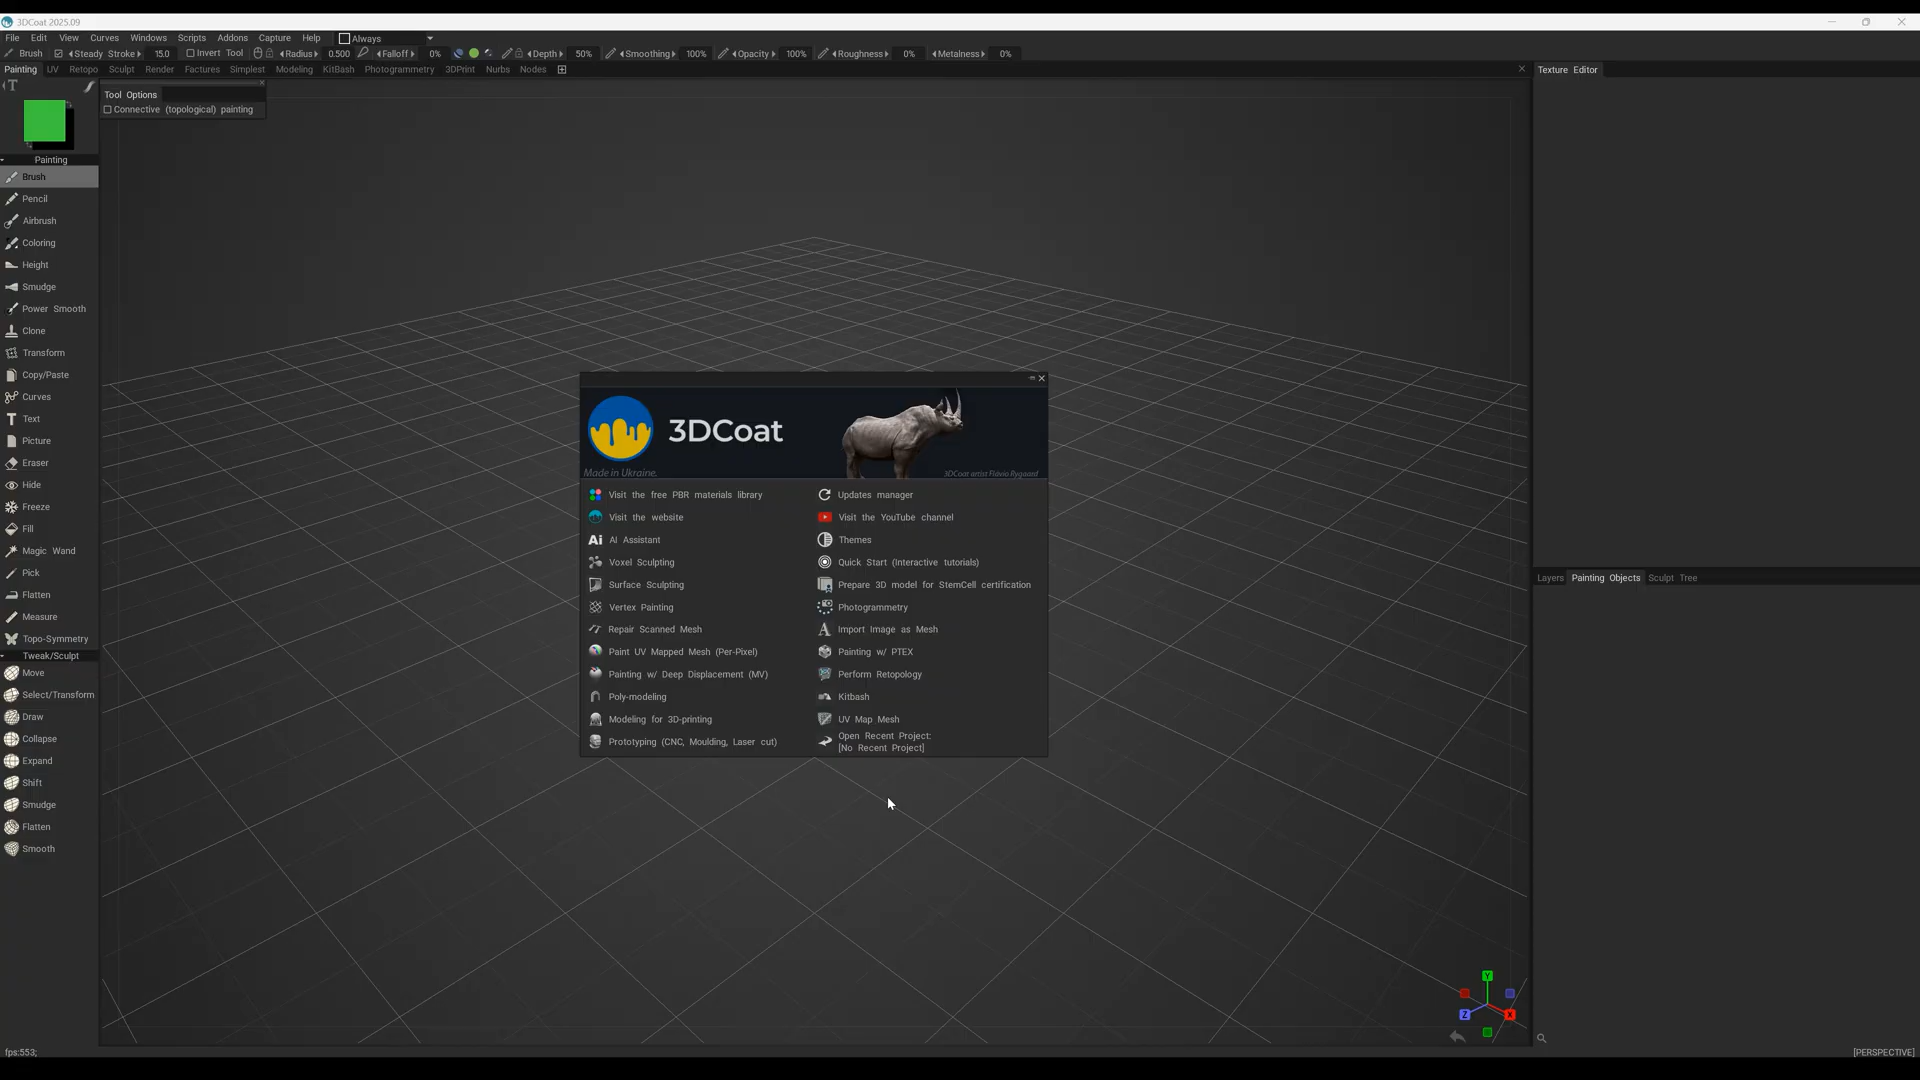 3DCoat 2025.09
File Edit View Curves Windows Scripts Addons Capture Help Always
Brush Steady Stroke 15.0 Invert Tool Radius 0.500 Falloff 0% Depth 50% Smoothing 100% Opacity 100% Roughness 0% Metalness 0%
Painting UV Retopo Sculpt Render Factures Simplest Modeling KitBash Photogrammetry 3DPrint Nurbs Nodes
Texture Editor
T
Tool Options
Connective (topological) painting
Painting
Brush
Pencil
Airbrush
Coloring
Height
Smudge
Power Smooth
Clone
Transform
Copy/Paste
Curves
Text
Picture
Eraser
Hide
Freeze
Fill
Magic Wand
Pick
Flatten
Measure
Topo-Symmetry
Tweak/Sculpt
Move
Select/Transform
Draw
Collapse
Expand
Shift
Smudge
Flatten
Smooth
3DCoat
Made in Ukraine.
3DCoat artist Flávio Rygaard
Visit the free PBR materials library
Updates manager
Visit the website
Visit the YouTube channel
Ai AI Assistant
Themes
Voxel Sculpting
Quick Start (Interactive tutorials)
Surface Sculpting
Prepare 3D model for StemCell certification
Vertex Painting
Photogrammetry
Repair Scanned Mesh
Import Image as Mesh
Paint UV Mapped Mesh (Per-Pixel)
Painting w/ PTEX
Painting w/ Deep Displacement (MV)
Perform Retopology
Poly-modeling
Kitbash
Modeling for 3D-printing
UV Map Mesh
Prototyping (CNC, Moulding, Laser cut)
Open Recent Project:
[No Recent Project]
Layers Painting Objects Sculpt Tree
Y
Z
X
fps:553;
[PERSPECTIVE]